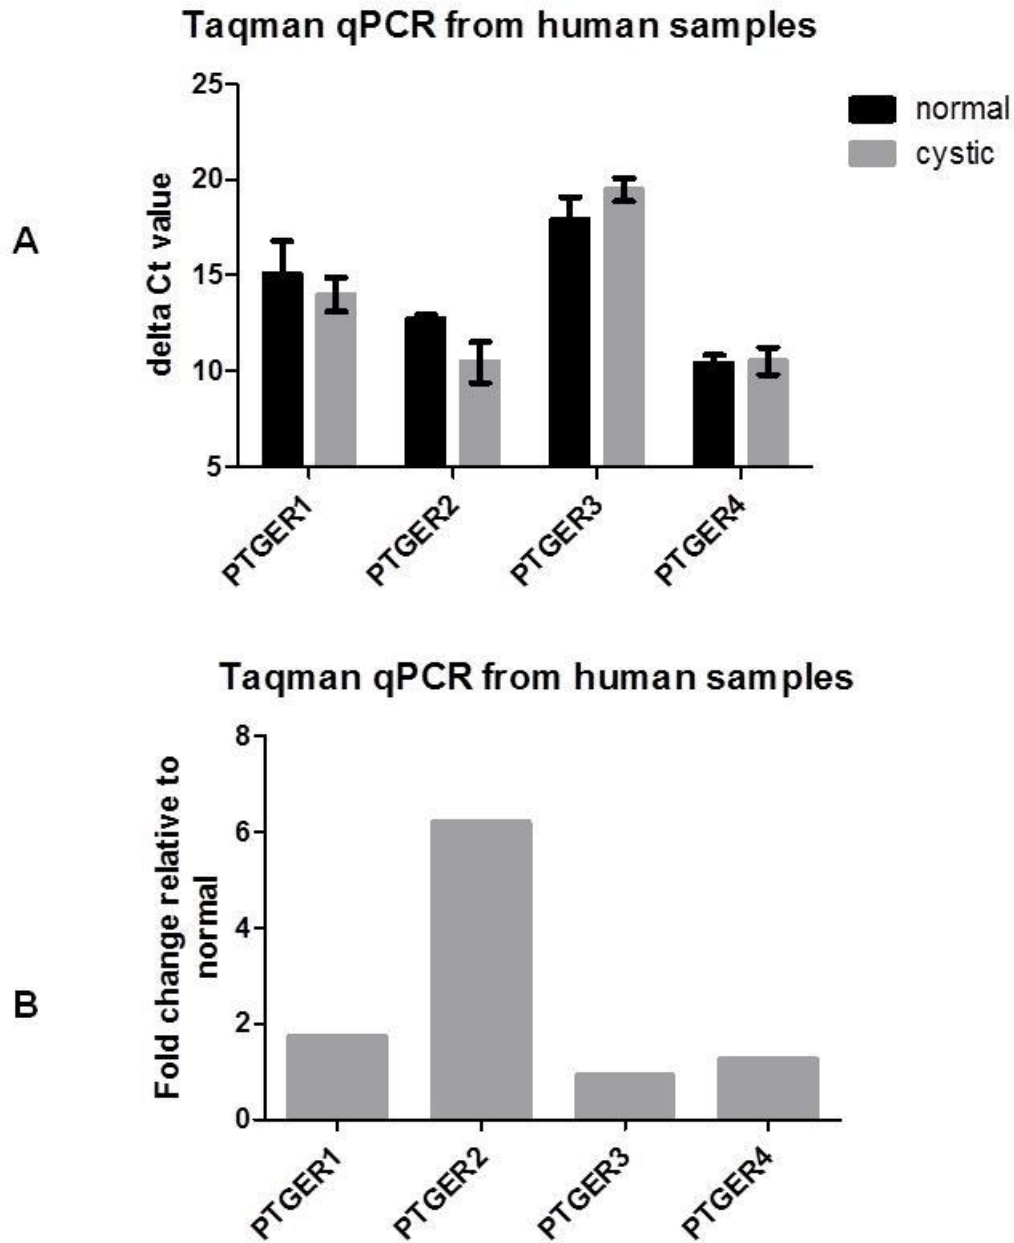 Taqman qPCR from human samples
A
delta Ct value
25
20
15
10
5
normal
cystic
PTGER1
PTGER2
PTGER3
PTGER4
Taqman qPCR from human samples
B
Fold change relative to
normal
8
6
4
2
0
PTGER1
PTGER2
PTGER3
PTGER4